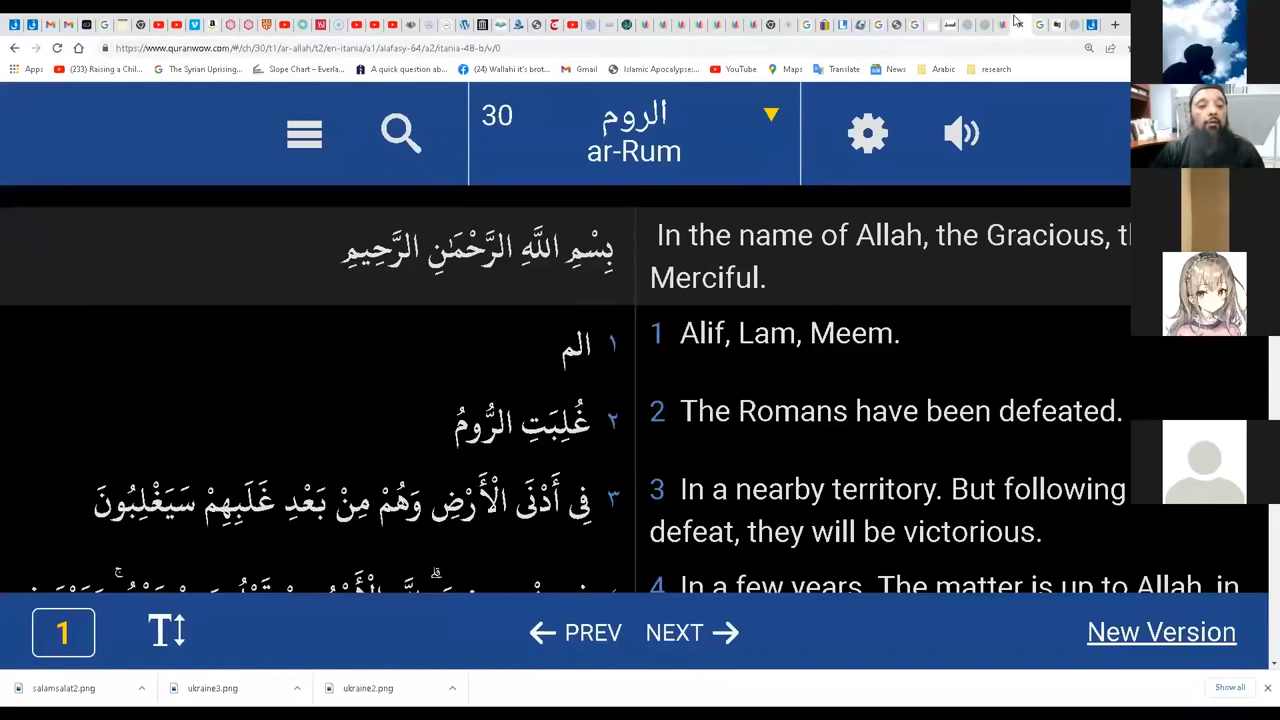 https://www.quranwow.com/#/ch/30/t1/ar-allah/t2/en-itania/a1/alafasy-64/a2/itania-48-b/v/0
Apps
(233) Raising a Chil...
The Syrian Uprising...
Slope Chart – Everla...
A quick question ab...
(24) Wallahi it's brot...
Gmail
Islamic Apocalypse:...
YouTube
Maps
Translate
News
Arabic
research
30
الروم
ar-Rum
بِسْمِ اللَّهِ الرَّحْمَٰنِ الرَّحِيمِ
In the name of Allah, the Gracious, t
Merciful.
١ الم
1 Alif, Lam, Meem.
٢ غُلِبَتِ الرُّومُ
2 The Romans have been defeated.
٣ فِي أَدْنَى الْأَرْضِ وَهُم مِنْ بَعْدِ غَلَبِهِمْ سَيَغْلِبُونَ
3 In a nearby territory. But following
defeat, they will be victorious.
4 In a few years. The matter is up to Allah, in
1
T
PREV
NEXT
New Version
salamsalat2.png
ukraine3.png
ukraine2.png
Show all